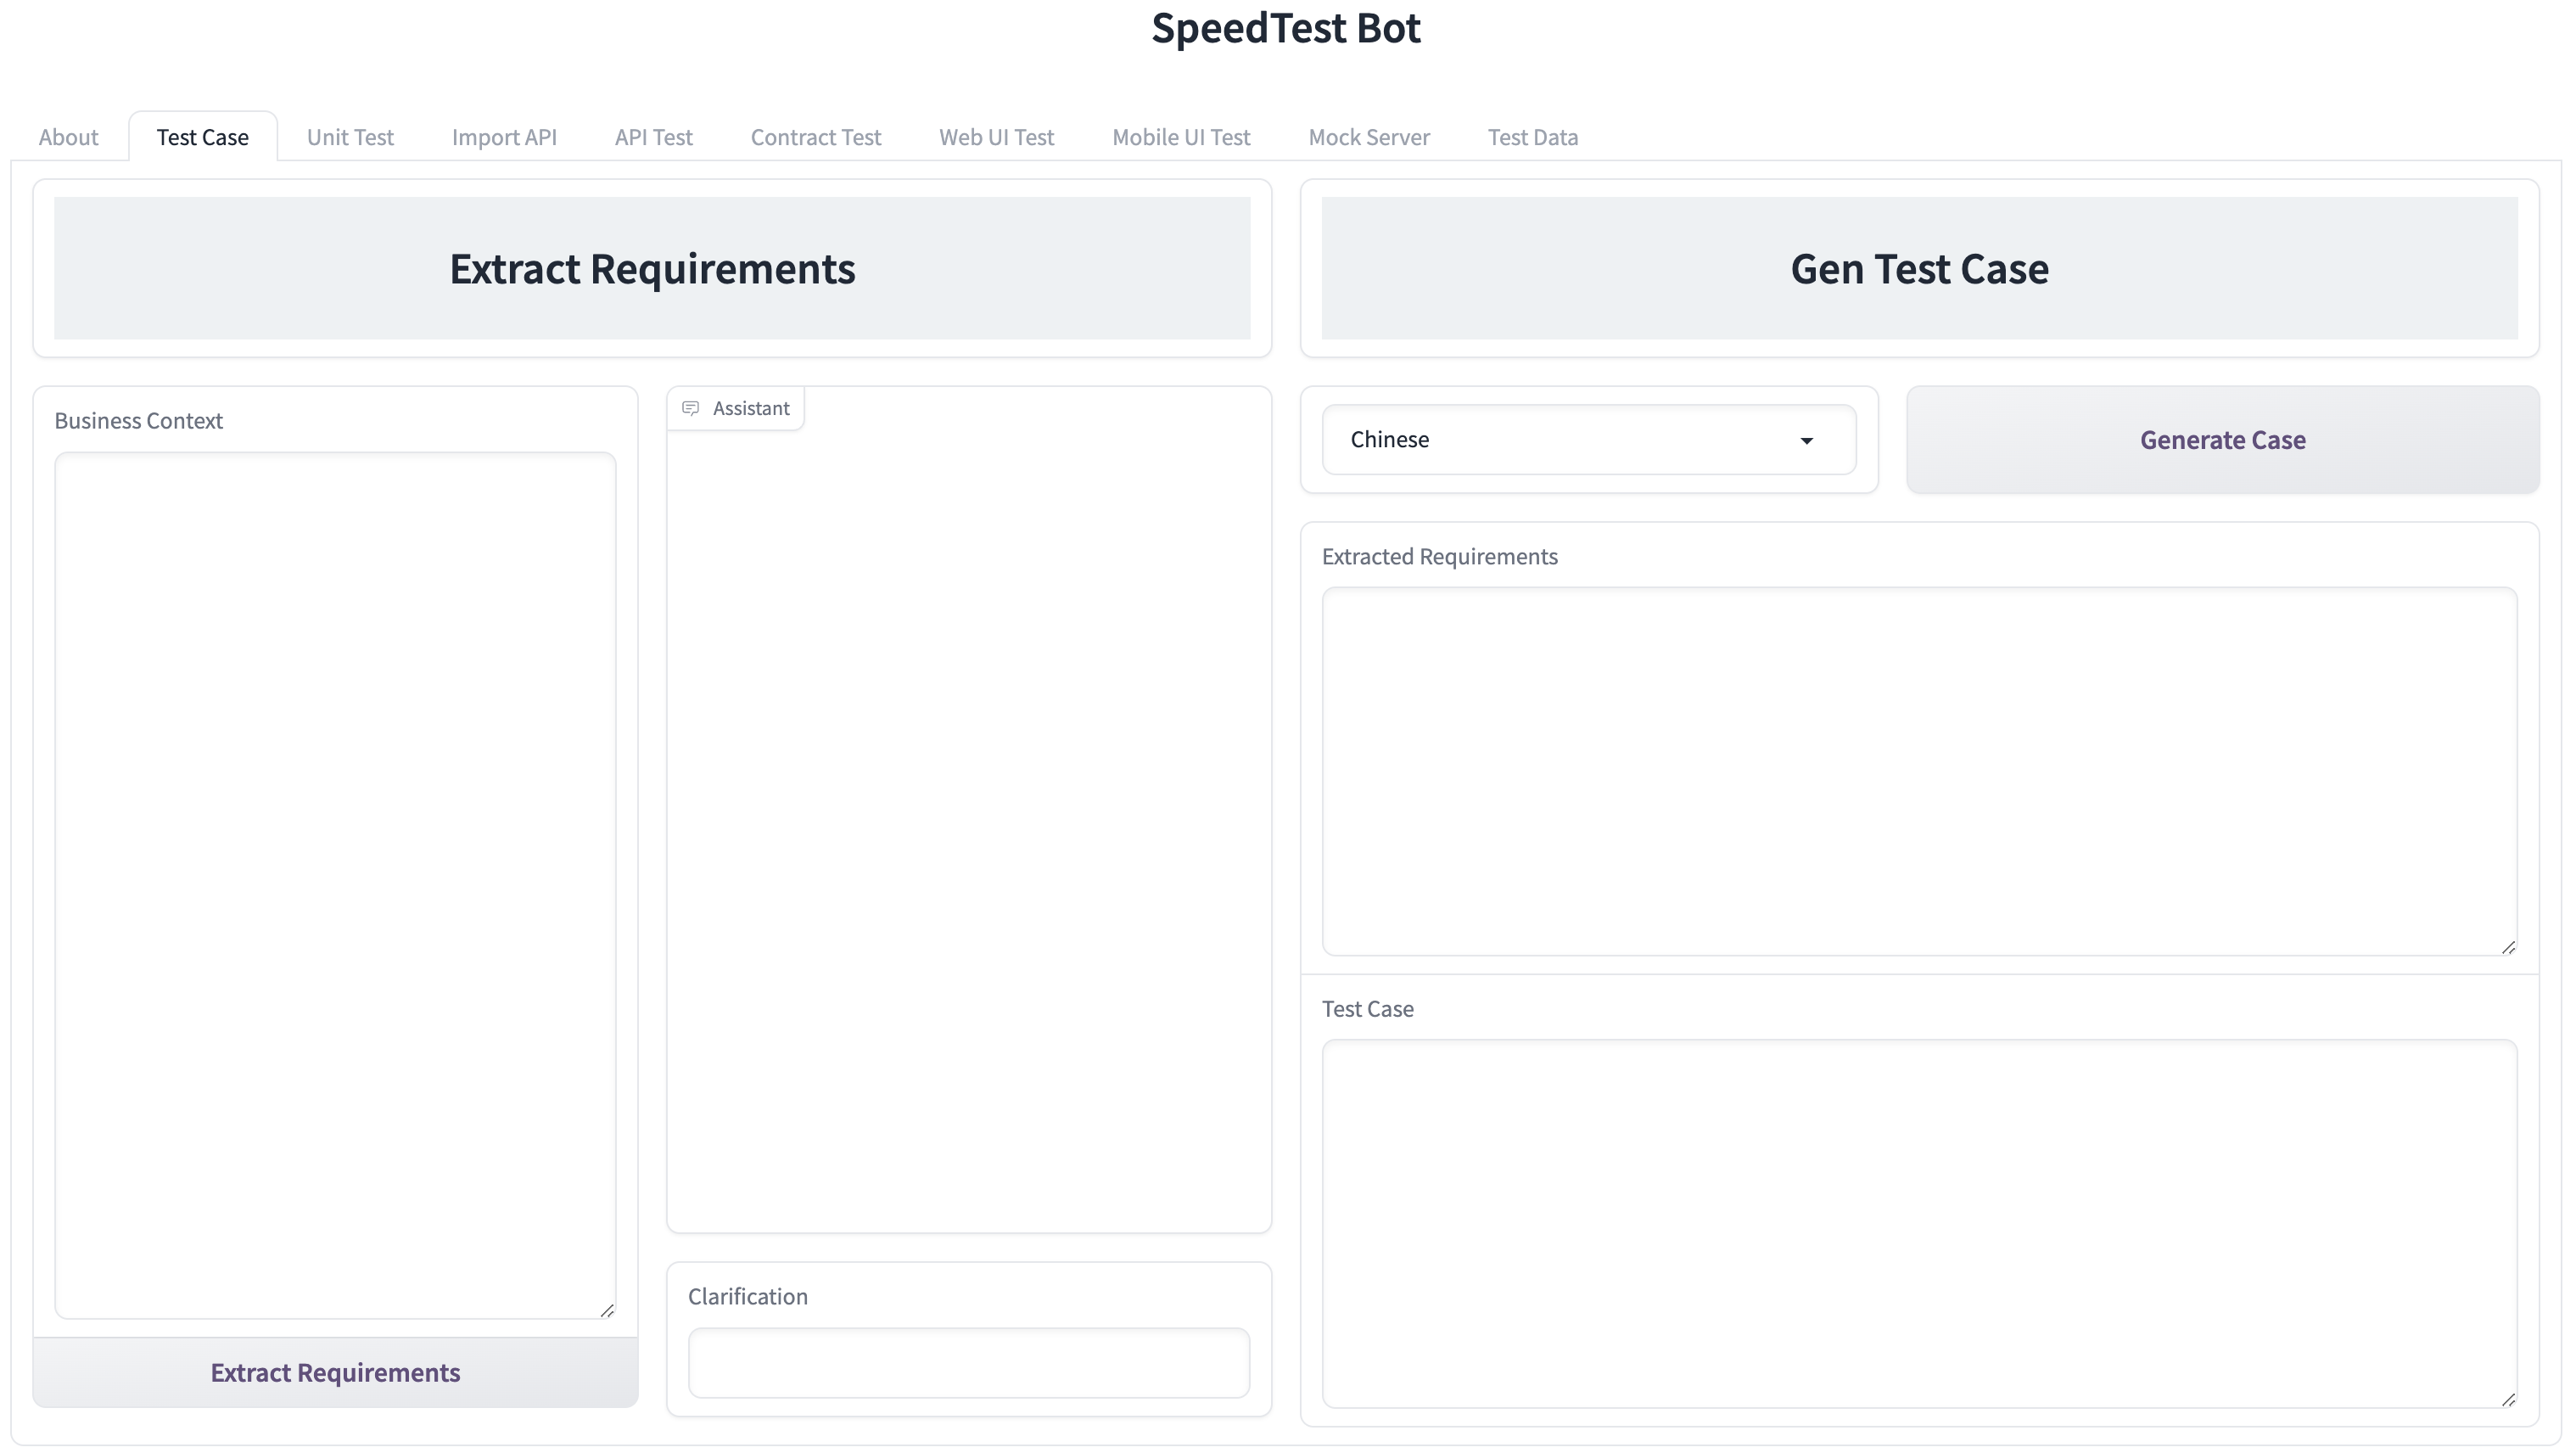 SpeedTest Bot
About
Test Case
Unit Test
Import API
API Test
Contract Test
Web UI Test
Mobile UI Test
Mock Server
Test Data
Extract Requirements
Gen Test Case
Business Context
Extract Requirements
Assistant
Clarification
Chinese
Generate Case
Extracted Requirements
Test Case